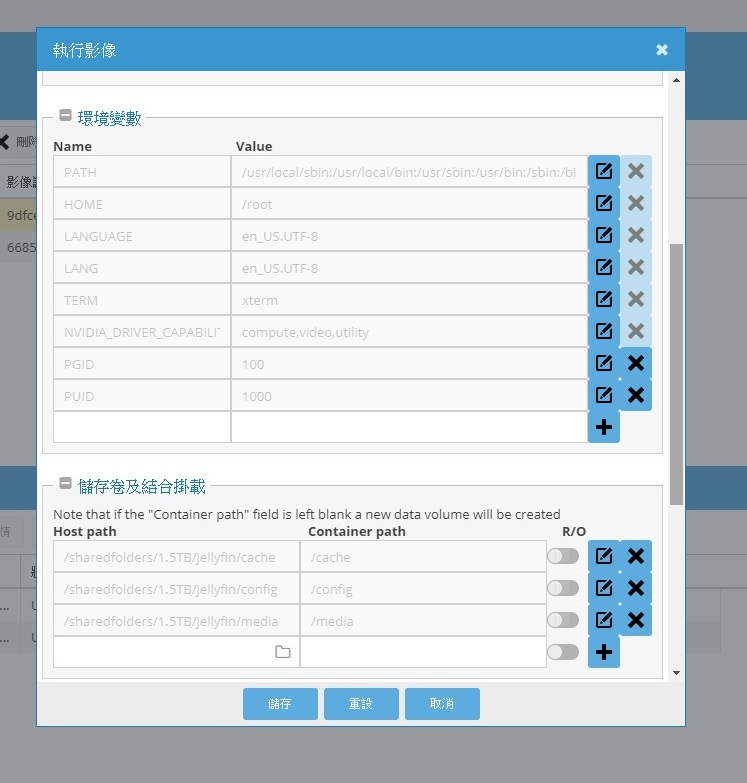 執行影像
刪除
影像
9dfce
6685
環境變數
Name Value
PATH /usr/local/sbin:/usr/local/bin:/usr/sbin:/usr/bin:/sbin:/bi
HOME /root
LANGUAGE en_US.UTF-8
LANG en_US.UTF-8
TERM xterm
NVIDIA_DRIVER_CAPABILI compute,video,utility
PGID 100
PUID 1000
儲存卷及結合掛載
Note that if the "Container path" field is left blank a new data volume will be created
Host path Container path R/O
情
/sharedfolders/1.5TB/jellyfin/cache /cache
/sharedfolders/1.5TB/jellyfin/config /config
... U
/sharedfolders/1.5TB/jellyfin/media /media
... U
儲存 重設 取消